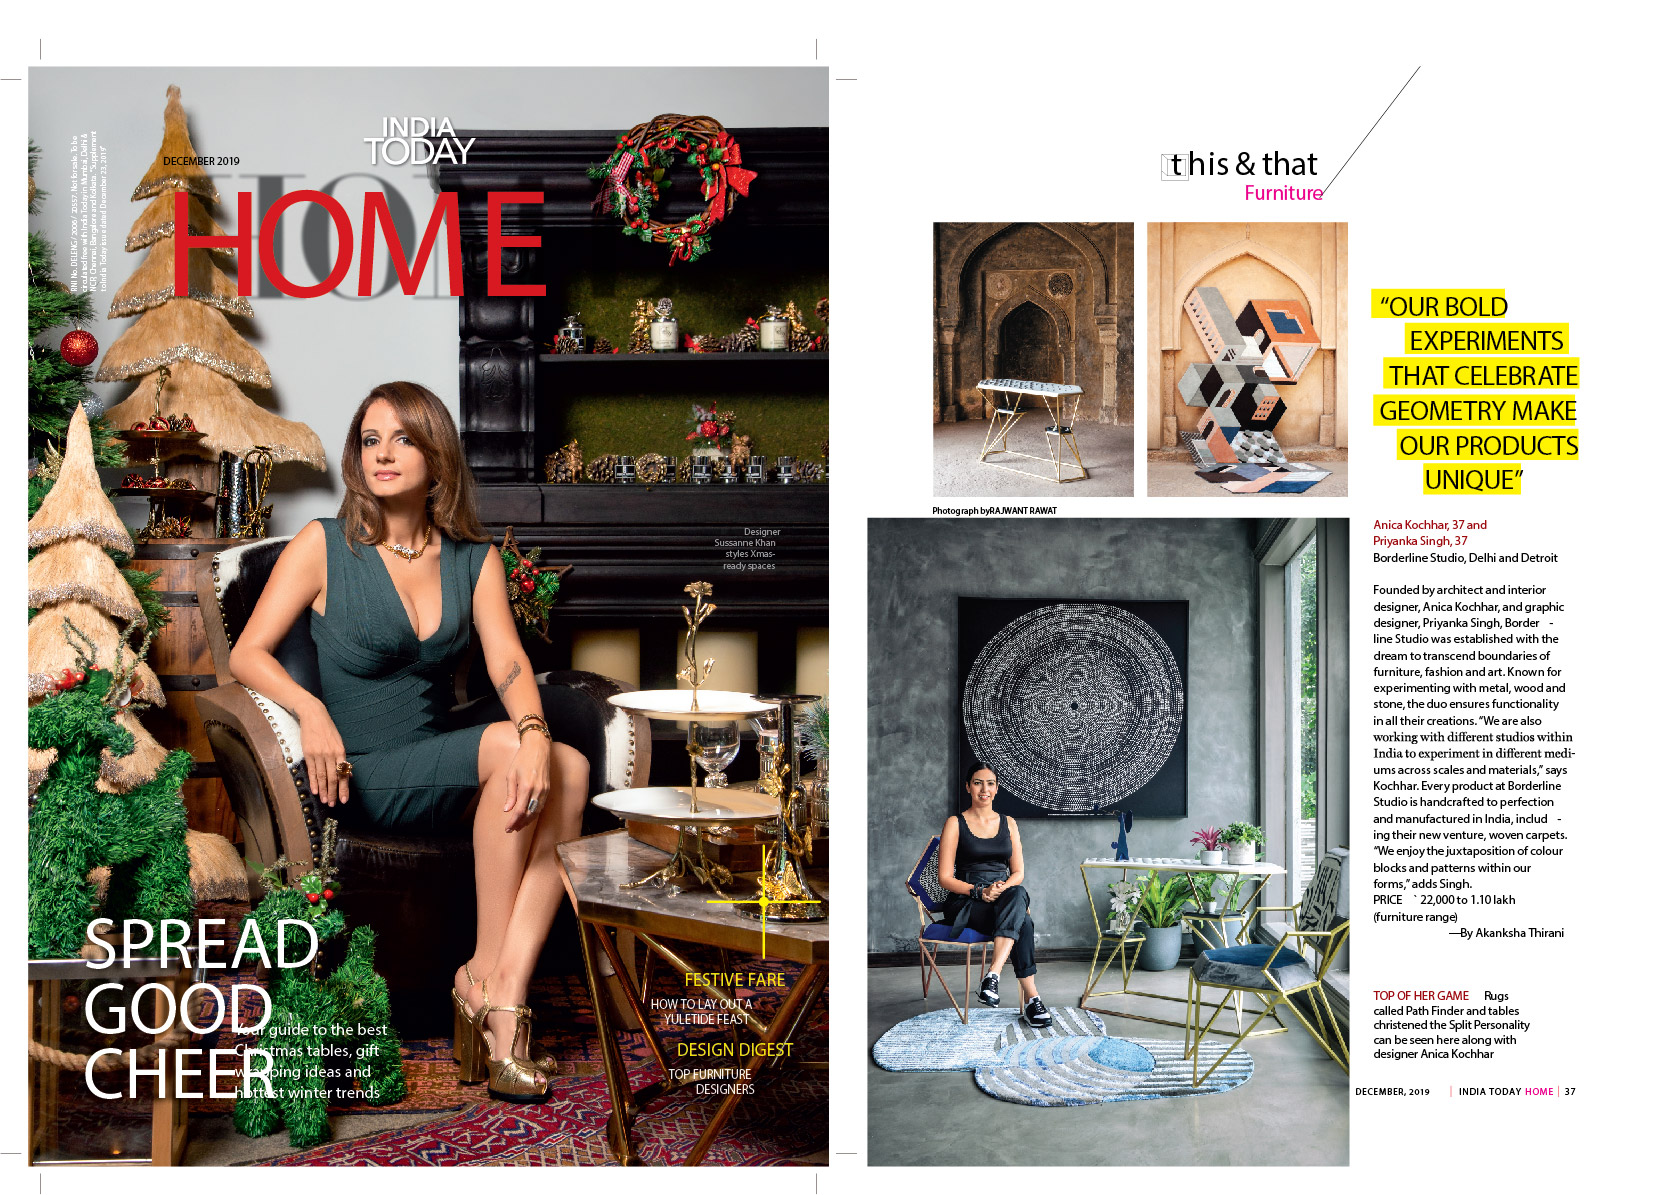 DECEMBER 2019
INDIA
TODAY
HOME
RNI No. DELENG/ 2006/ 20557. Not for sale. To be
circulated free with India Today in Mumbai, Delhi &
NCR, Chennai, Bangalore and Kolkata. "Supplement
to India Today issue dated December 23, 2019"
Designer
Sussanne Khan
styles Xmas-
ready spaces
SPREAD
GOOD
CHEER
Your guide to the best
Christmas tables, gift
wrapping ideas and
hottest winter trends
FESTIVE FARE
HOW TO LAY OUT A
YULETIDE FEAST
DESIGN DIGEST
TOP FURNITURE
DESIGNERS
this & that
Furniture
Photograph by RAJWANT RAWAT
“OUR BOLD
EXPERIMENTS
THAT CELEBRATE
GEOMETRY MAKE
OUR PRODUCTS
UNIQUE”
Anica Kochhar, 37 and
Priyanka Singh, 37
Borderline Studio, Delhi and Detroit
Founded by architect and interior
designer, Anica Kochhar, and graphic
designer, Priyanka Singh, Border -
line Studio was established with the
dream to transcend boundaries of
furniture, fashion and art. Known for
experimenting with metal, wood and
stone, the duo ensures functionality
in all their creations. “We are also
working with different studios within
India to experiment in different medi-
ums across scales and materials,” says
Kochhar. Every product at Borderline
Studio is handcrafted to perfection
and manufactured in India, includ -
ing their new venture, woven carpets.
“We enjoy the juxtaposition of colour
blocks and patterns within our
forms,” adds Singh.
PRICE ` 22,000 to 1.10 lakh
(furniture range)
—By Akanksha Thirani
TOP OF HER GAME Rugs
called Path Finder and tables
christened the Split Personality
can be seen here along with
designer Anica Kochhar
DECEMBER, 2019 | INDIA TODAY HOME | 37